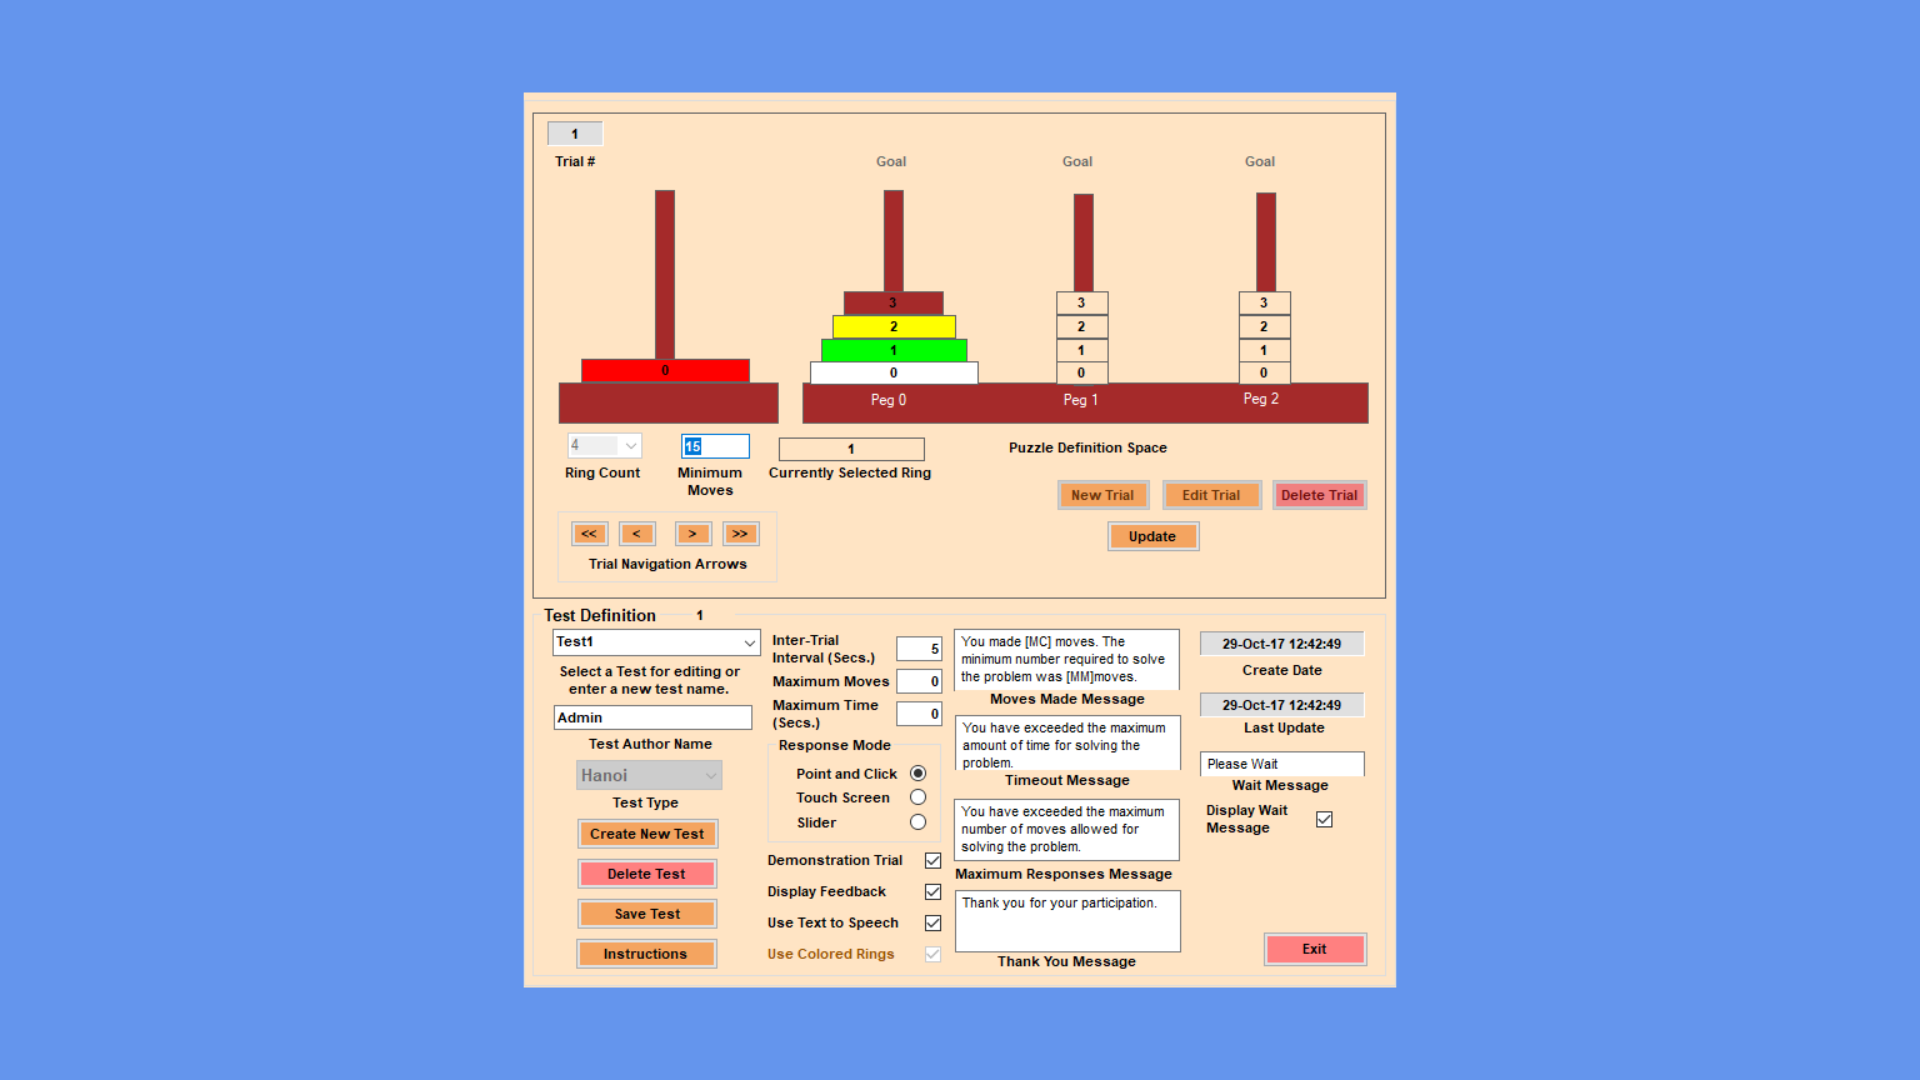 1
Trial #
Goal
Goal
Goal
3
3
3
2
2
2
1
1
1
0
0
0
0
Peg 0
Peg 1
Peg 2
4
15
1
Puzzle Definition Space
Ring Count
Minimum
Moves
Currently Selected Ring
New Trial
Edit Trial
Delete Trial
<<
<
>
>>
Update
Trial Navigation Arrows
Test Definition
1
Test1
Select a Test for editing or
enter a new test name.
Admin
Test Author Name
Hanoi
Test Type
Create New Test
Delete Test
Save Test
Instructions
Inter-Trial
Interval (Secs.)
5
Maximum Moves
0
Maximum Time
(Secs.)
0
Response Mode
Point and Click
Touch Screen
Slider
Demonstration Trial
Display Feedback
Use Text to Speech
Use Colored Rings
You made [MC] moves. The
minimum number required to solve
the problem was [MM]moves.
Moves Made Message
You have exceeded the maximum
amount of time for solving the
problem.
Timeout Message
You have exceeded the maximum
number of moves allowed for
solving the problem.
Maximum Responses Message
Thank you for your participation.
Thank You Message
29-Oct-17 12:42:49
Create Date
29-Oct-17 12:42:49
Last Update
Please Wait
Wait Message
Display Wait
Message
Exit